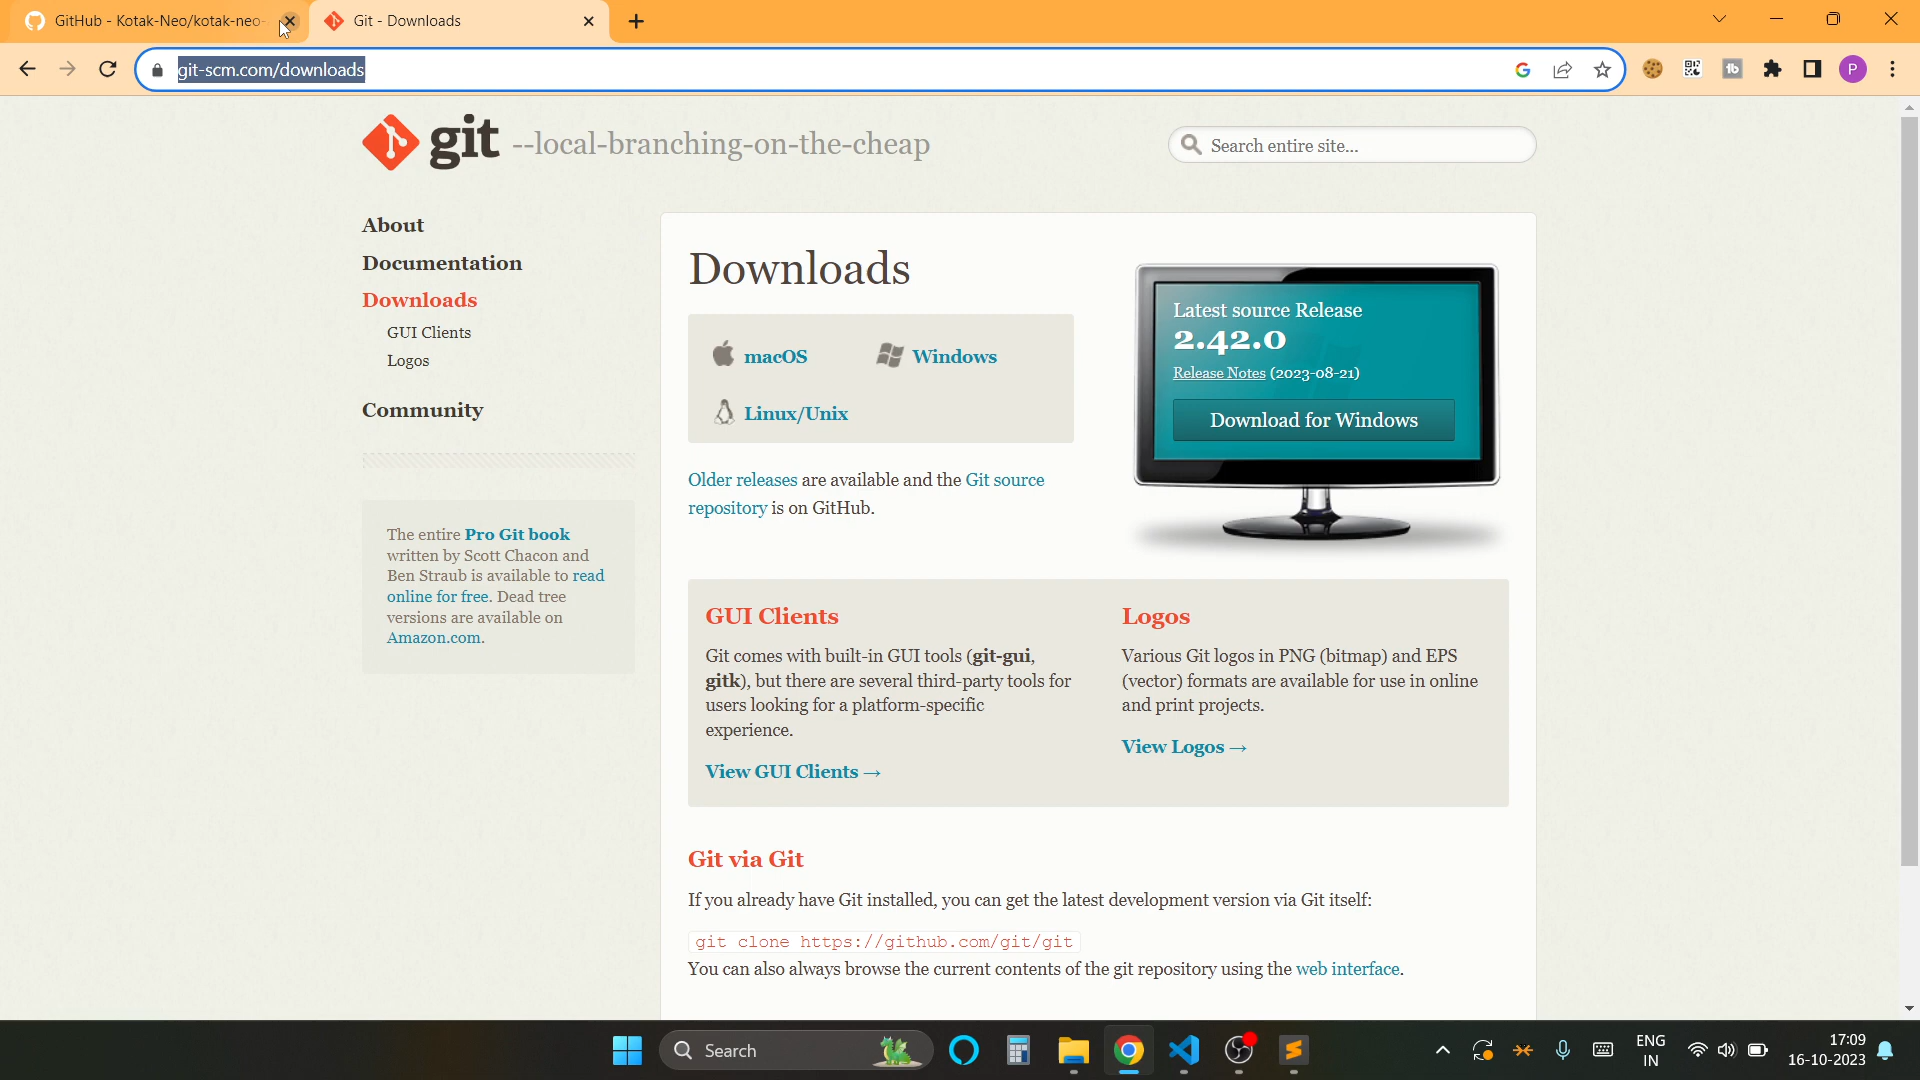 GitHub - Kotak-Neo/kotak-neo-
Git - Downloads
git-scm.com/downloads
P
git --local-branching-on-the-cheap
Search entire site...
About
Documentation
Downloads
GUI Clients
Logos
Community
The entire Pro Git book
written by Scott Chacon and
Ben Straub is available to read
online for free. Dead tree
versions are available on
Amazon.com.
Downloads
macOS
Windows
Linux/Unix
Older releases are available and the Git source
repository is on GitHub.
Latest source Release
2.42.0
Release Notes (2023-08-21)
Download for Windows
GUI Clients
Git comes with built-in GUI tools (git-gui,
gitk), but there are several third-party tools for
users looking for a platform-specific
experience.
View GUI Clients →
Logos
Various Git logos in PNG (bitmap) and EPS
(vector) formats are available for use in online
and print projects.
View Logos →
Git via Git
If you already have Git installed, you can get the latest development version via Git itself:
git clone https://github.com/git/git
You can also always browse the current contents of the git repository using the web interface.
Search
ENG
IN
17:09
16-10-2023